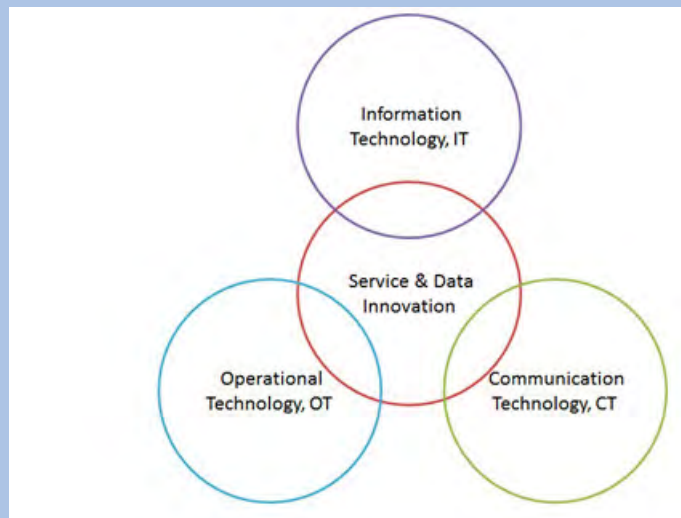 Information
Technology, IT
Service & Data
Innovation
Operational
Technology, OT
Communication
Technology, CT